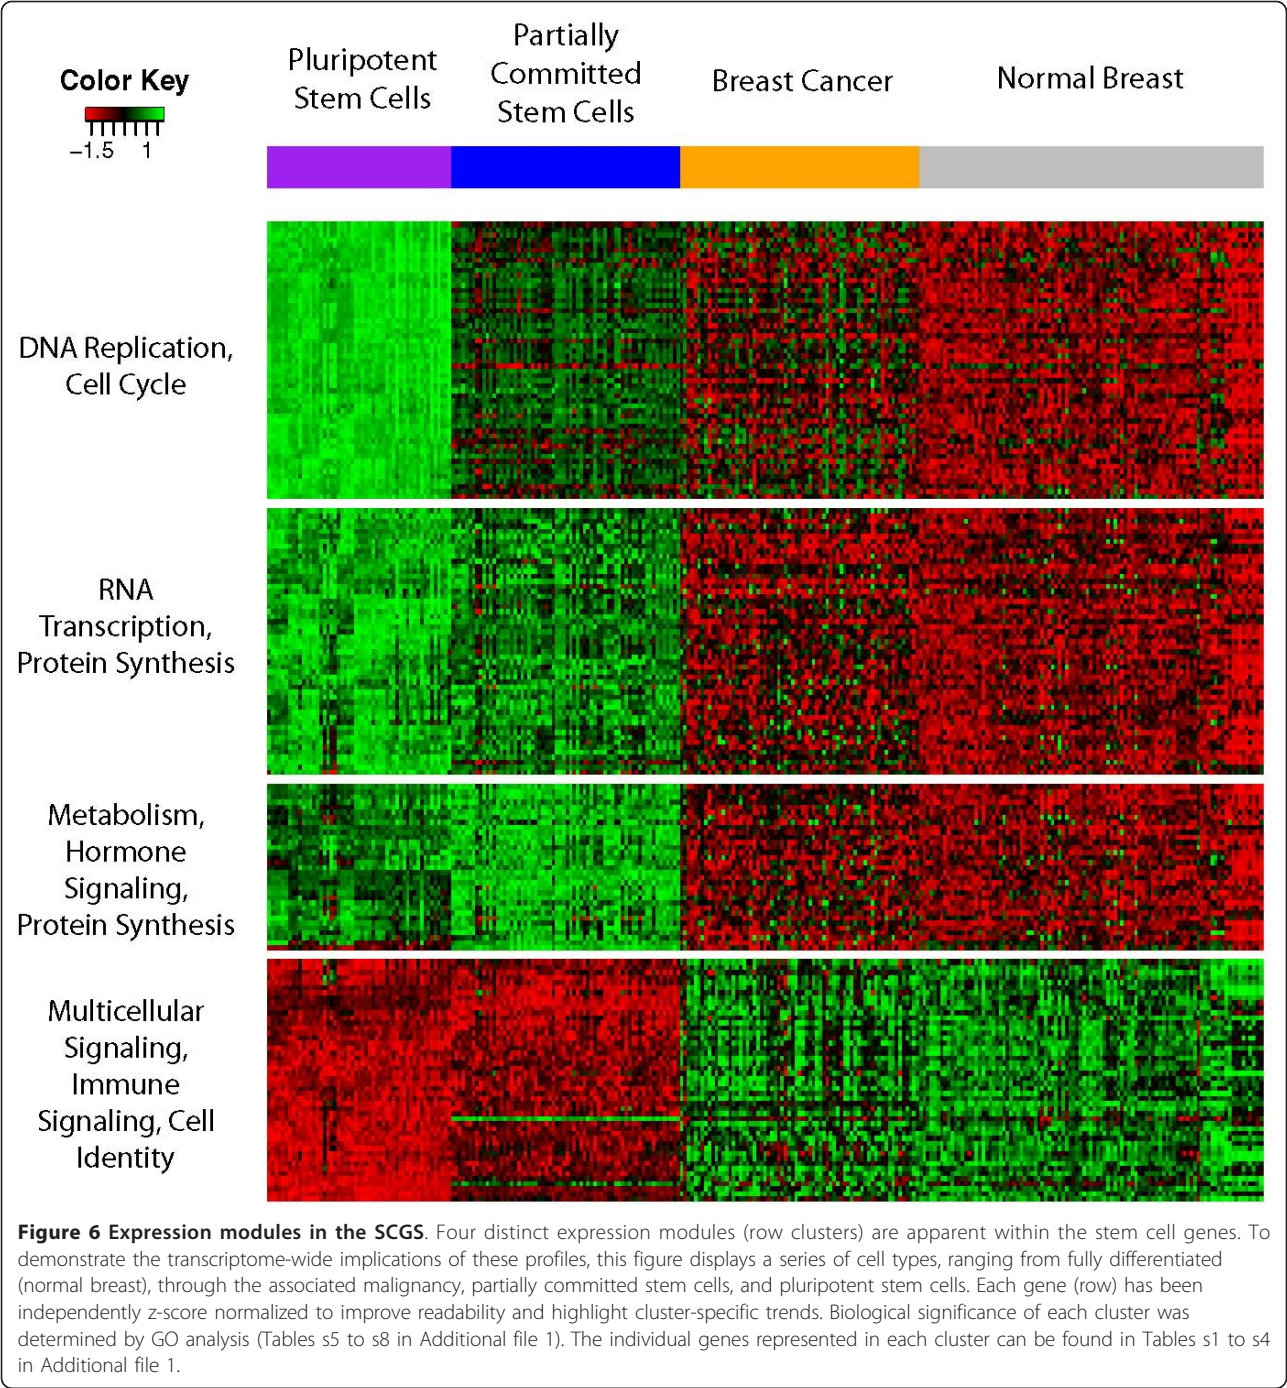 Color Key
−1.5 1
Pluripotent
Stem Cells
Partially
Committed
Stem Cells
Breast Cancer
Normal Breast
DNA Replication,
Cell Cycle
RNA
Transcription,
Protein Synthesis
Metabolism,
Hormone
Signaling,
Protein Synthesis
Multicellular
Signaling,
Immune
Signaling, Cell
Identity
Figure 6 Expression modules in the SCGS. Four distinct expression modules (row clusters) are apparent within the stem cell genes. To
demonstrate the transcriptome-wide implications of these profiles, this figure displays a series of cell types, ranging from fully differentiated
(normal breast), through the associated malignancy, partially committed stem cells, and pluripotent stem cells. Each gene (row) has been
independently z-score normalized to improve readability and highlight cluster-specific trends. Biological significance of each cluster was
determined by GO analysis (Tables s5 to s8 in Additional file 1). The individual genes represented in each cluster can be found in Tables s1 to s4
in Additional file 1.